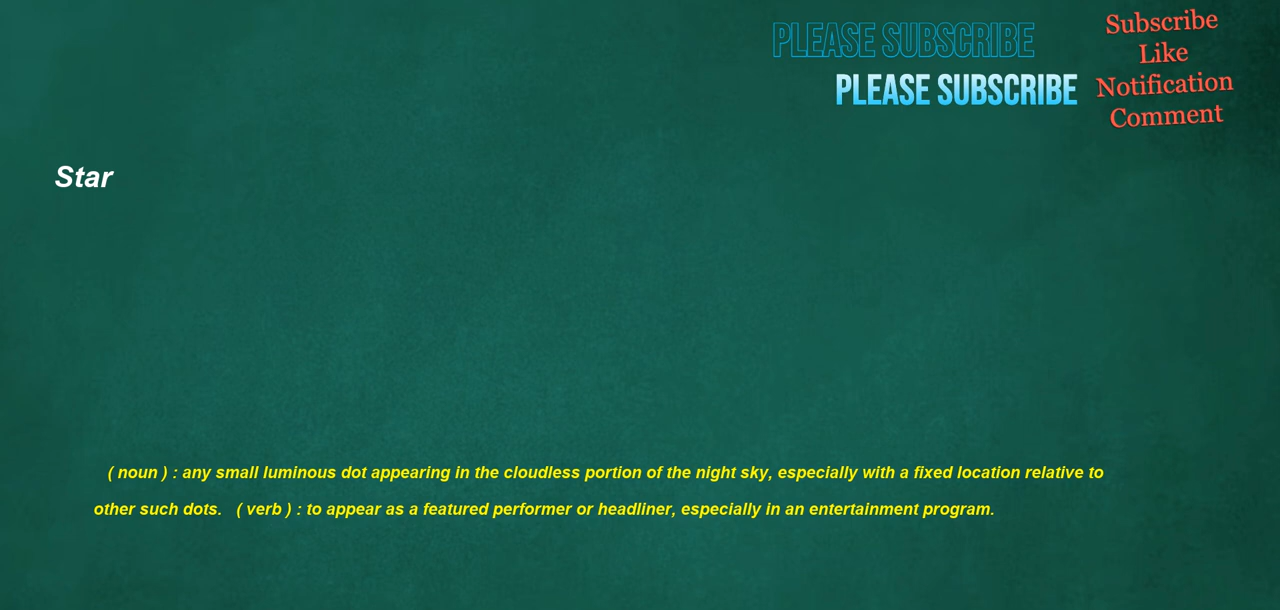 PLEASE SUBSCRIBE
PLEASE SUBSCRIBE
Subscribe
Like
Notification
Comment
Star
( noun ) : any small luminous dot appearing in the cloudless portion of the night sky, especially with a fixed location relative to
other such dots. ( verb ) : to appear as a featured performer or headliner, especially in an entertainment program.